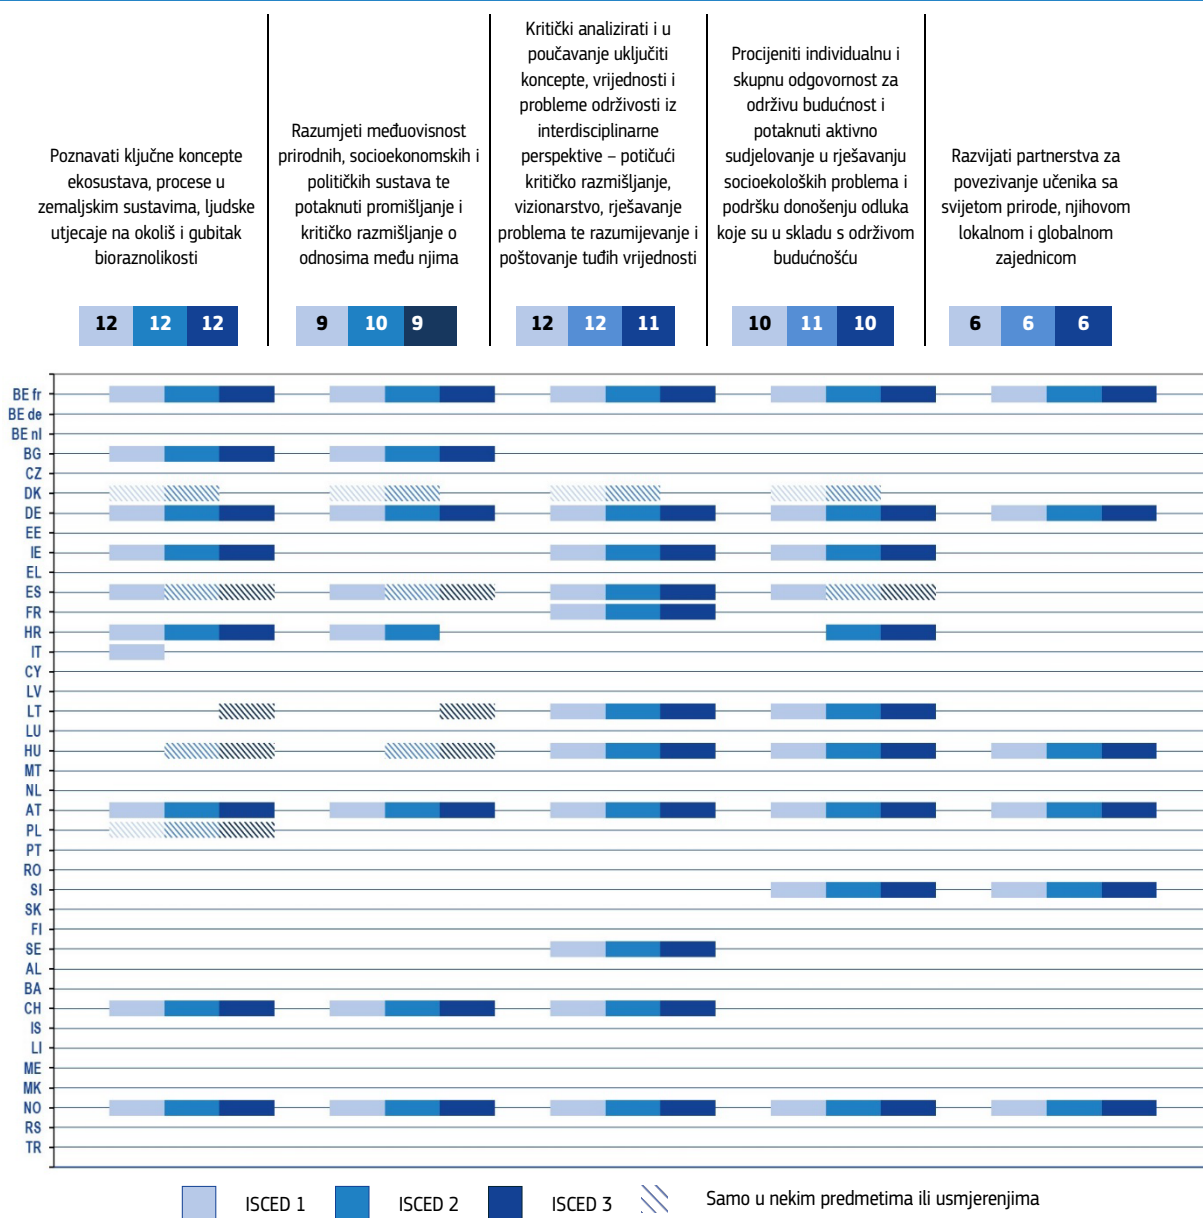 Poznavati ključne koncepte
ekosustava, procese u
zemaljskim sustavima, ljudske
utjecaje na okoliš i gubitak
bioraznolikosti
Razumjeti međuovisnost
prirodnih, socioekonomskih i
političkih sustava te
potaknuti promišljanje i
kritičko razmišljanje o
odnosima među njima
Kritički analizirati i u
poučavanje uključiti
koncepte, vrijednosti i
probleme održivosti iz
interdisciplinarne
perspektive – potičući
kritičko razmišljanje,
vizionarstvo, rješavanje
problema te razumijevanje i
poštovanje tuđih vrijednosti
Procijeniti individualnu i
skupnu odgovornost za
održivu budućnost i
potaknuti aktivno
sudjelovanje u rješavanju
socioekoloških problema i
podršku donošenju odluka
koje su u skladu s održivom
budućnošću
Razvijati partnerstva za
povezivanje učenika sa
svijetom prirode, njihovom
lokalnom i globalnom
zajednicom
12 12 12
9 10 9
12 12 11
10 11 10
6 6 6
BE fr
BE de
BE nl
BG
CZ
DK
DE
EE
IE
EL
ES
FR
HR
IT
CY
LV
LT
LU
HU
MT
NL
AT
PL
PT
RO
SI
SK
FI
SE
AL
BA
CH
IS
LI
ME
MK
NO
RS
TR
ISCED 1 ISCED 2 ISCED 3 Samo u nekim predmetima ili usmjerenjima